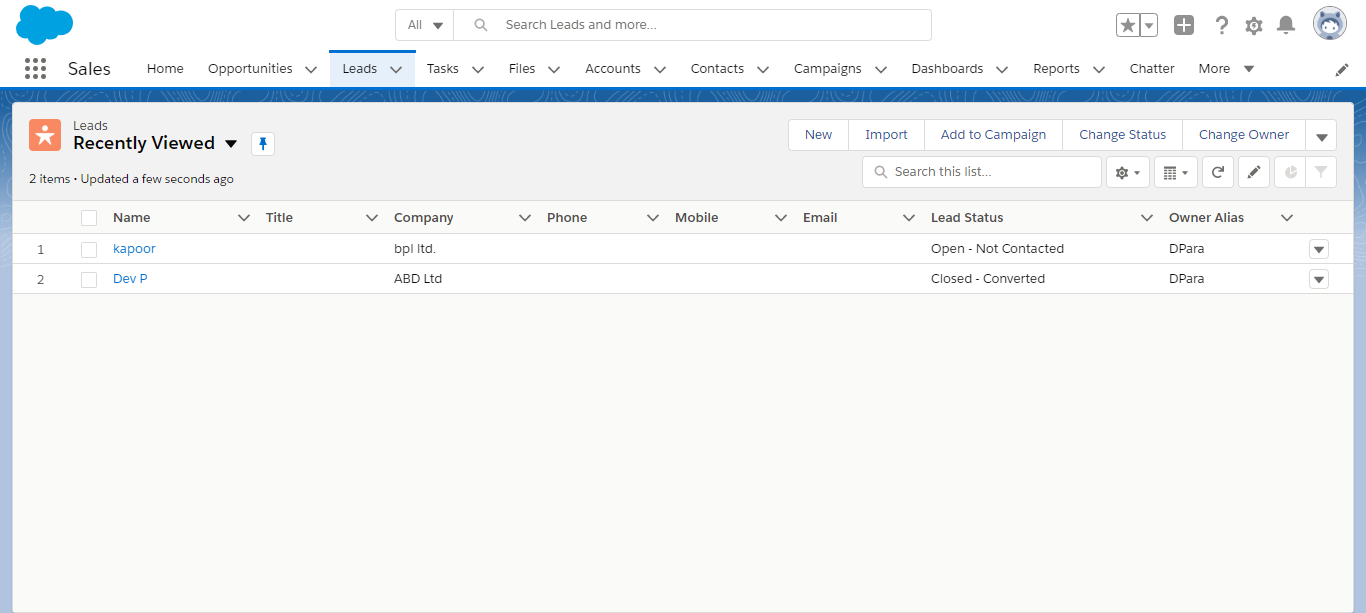 All Search Leads and more...
Sales Home Opportunities Leads Tasks Files Accounts Contacts Campaigns Dashboards Reports Chatter More
Leads
Recently Viewed
New Import Add to Campaign Change Status Change Owner
2 items • Updated a few seconds ago
Search this list...
Name Title Company Phone Mobile Email Lead Status Owner Alias
1 kapoor bpl ltd. Open - Not Contacted DPara
2 Dev P ABD Ltd Closed - Converted DPara